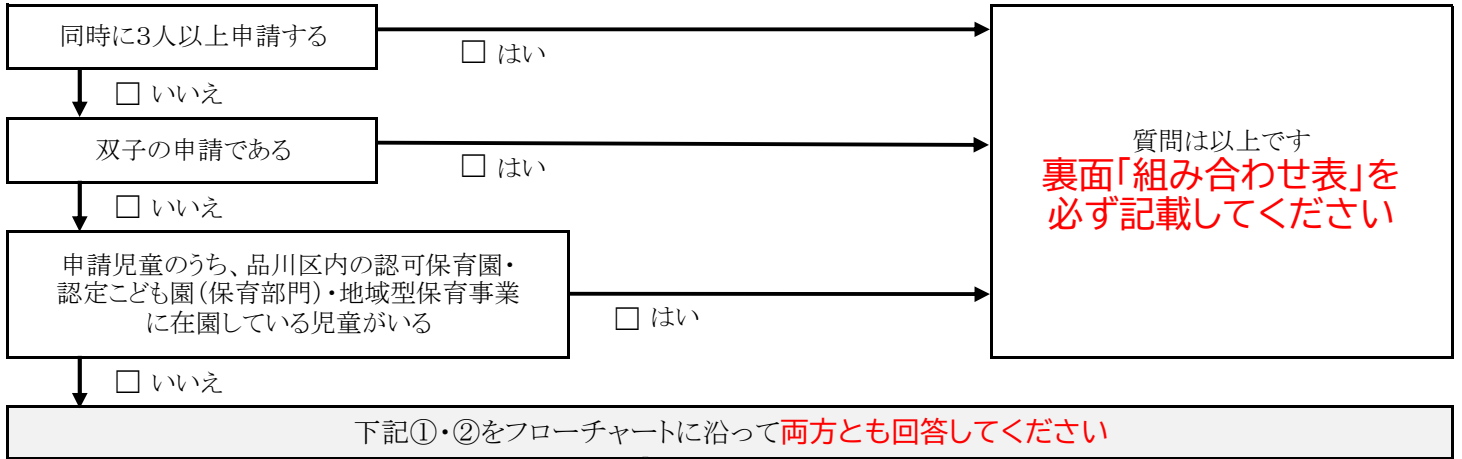 同時に3人以上申請する
□ はい
□ いいえ
双子の申請である
□ はい
□ いいえ
申請児童のうち、品川区内の認可保育園・
認定こども園(保育部門)・地域型保育事業
に在園している児童がいる
□ はい
□ いいえ
質問は以上です
裏面「組み合わせ表」を
必ず記載してください
下記①・②をフローチャートに沿って両方とも回答してください